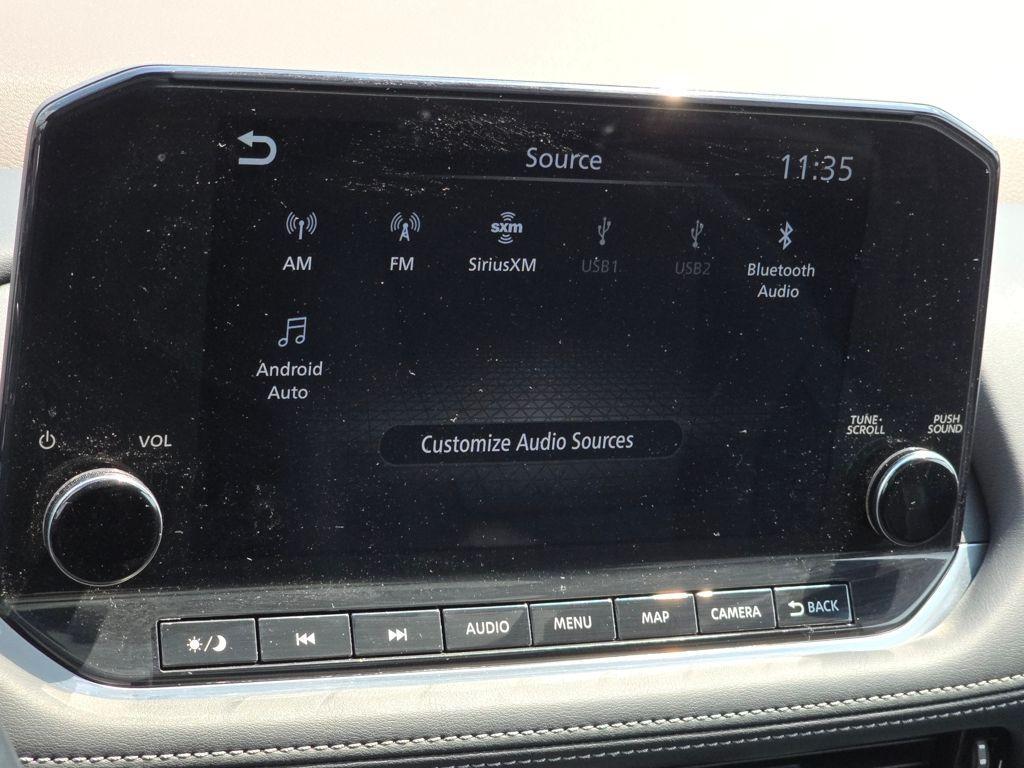 Source
11:35
sxm
AM
FM
SiriusXM
USB1
USB2
Bluetooth
Audio
Android
Auto
Customize Audio Sources
VOL
TUNE·
SCROLL
PUSH
SOUND
AUDIO
MENU
MAP
CAMERA
BACK